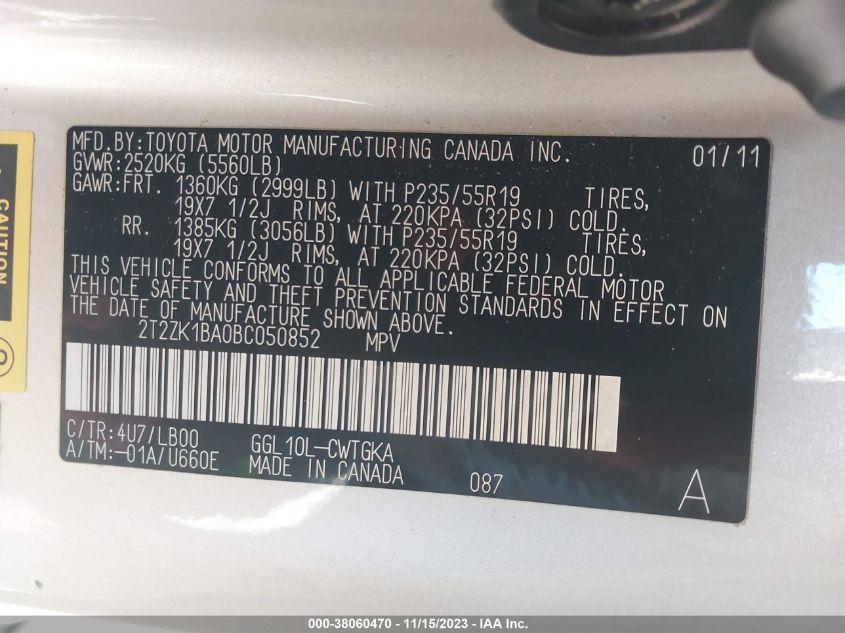 MFD.BY:TOYOTA MOTOR MANUFACTURING CANADA INC. 01/11
GVWR:2520KG (5560LB)
GAWR:FRT. 1360KG (2999LB) WITH P235/55R19 TIRES,
19X7 1/2J RIMS, AT 220KPA (32PSI) COLD.
RR. 1385KG (3056LB) WITH P235/55R19 TIRES,
19X7 1/2J RIMS, AT 220KPA (32PSI) COLD.
THIS VEHICLE CONFORMS TO ALL APPLICABLE FEDERAL MOTOR
VEHICLE SAFETY AND THEFT PREVENTION STANDARDS IN EFFECT ON
THE DATE OF MANUFACTURE SHOWN ABOVE.
2T2ZK1BA0BC050852 MPV
C/TR:4U7/LB00 GGL10L-CWTGKA
A/TM:-01A/U660E MADE IN CANADA 087 A
CAUTION
000-38060470 - 11/15/2023 - IAA Inc.